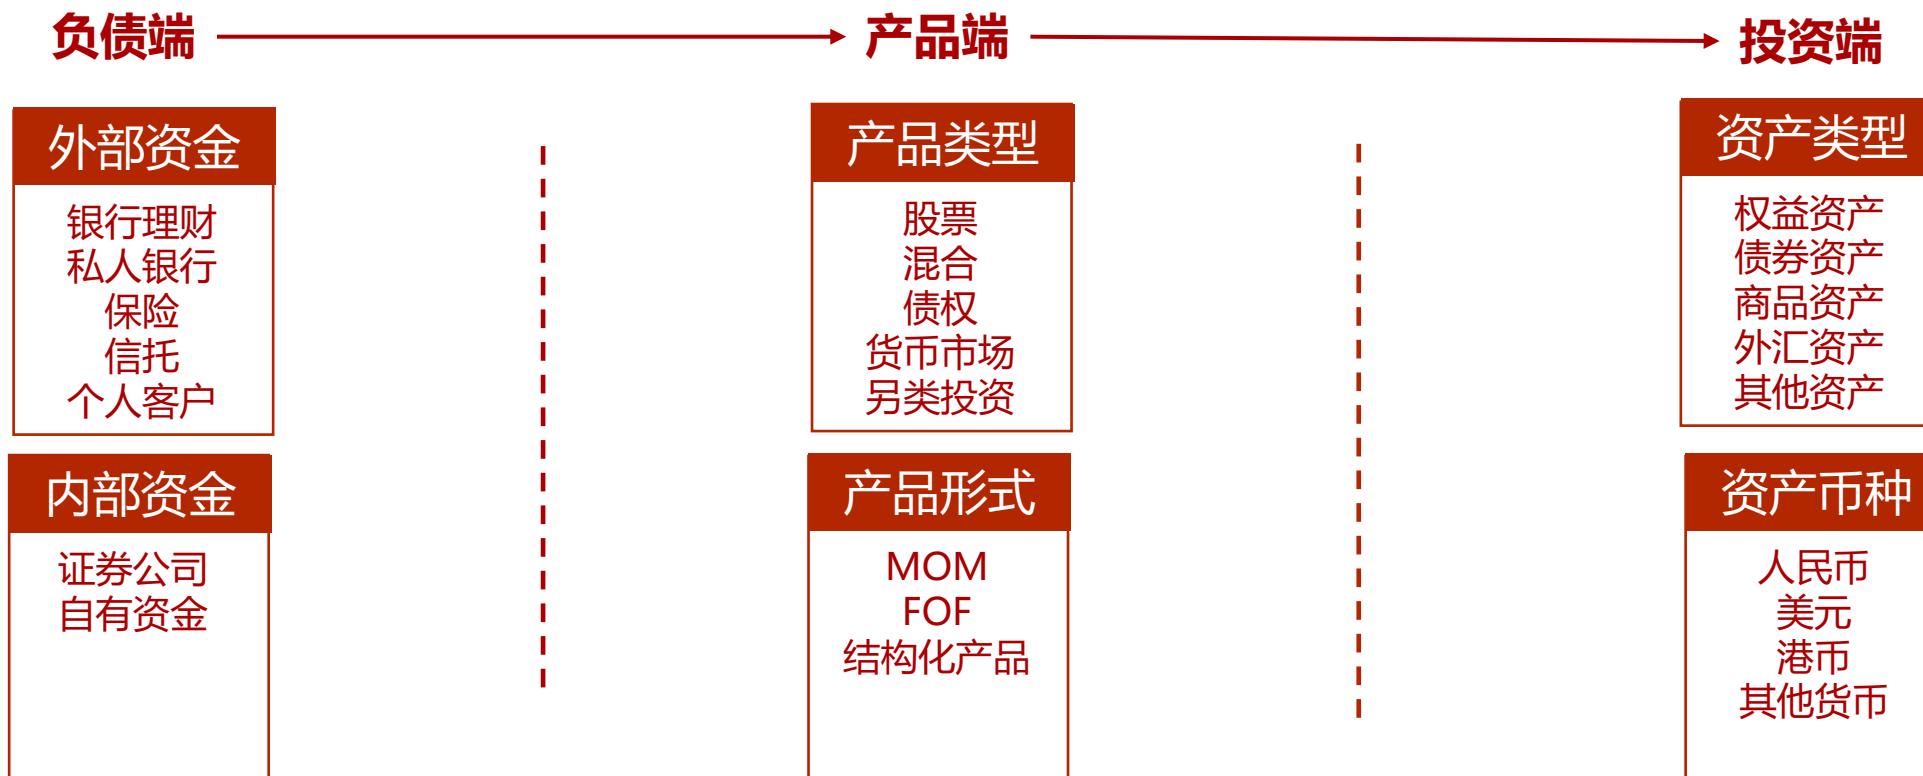 负债端
产品端
投资端
外部资金
银行理财
私人银行
保险
信托
个人客户
产品类型
股票
混合
债权
货币市场
另类投资
资产类型
权益资产
债券资产
商品资产
外汇资产
其他资产
内部资金
证券公司
自有资金
产品形式
MOM
FOF
结构化产品
资产币种
人民币
美元
港币
其他货币